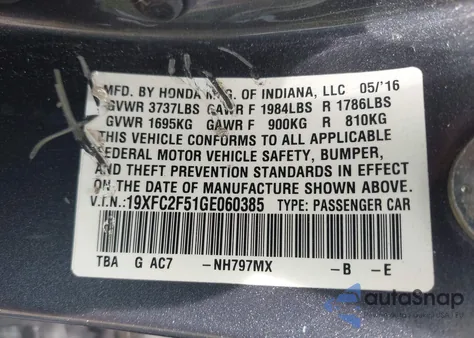 MFD. BY HONDA MFG. OF INDIANA, LLC 05/'16
GVWR 3737LBS GAWR F 1984LBS R 1786LBS
GVWR 1695KG GAWR F 900KG R 810KG
THIS VEHICLE CONFORMS TO ALL APPLICABLE
FEDERAL MOTOR VEHICLE SAFETY, BUMPER,
AND THEFT PREVENTION STANDARDS IN EFFECT
ON THE DATE OF MANUFACTURE SHOWN ABOVE.
V.I.N.:19XFC2F51GE060385 TYPE: PASSENGER CAR
TBA G AC7 -NH797MX -B -E
autoSnap